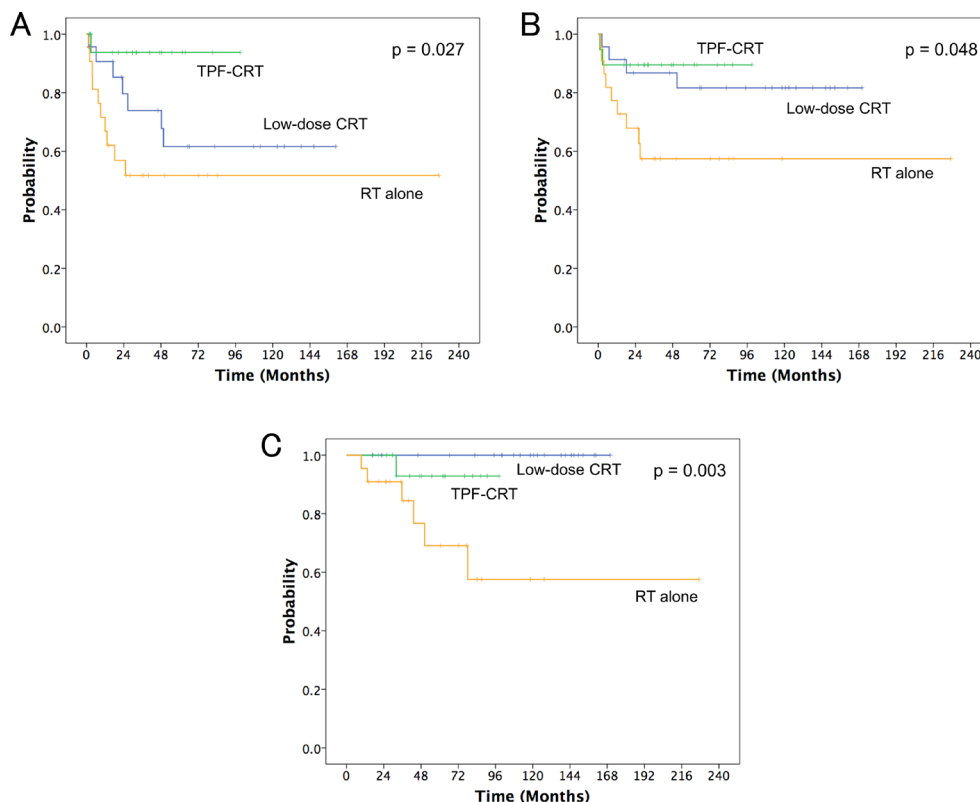 A
p = 0.027
TPF-CRT
Low-dose CRT
RT alone
Probability
1.0
0.8
0.6
0.4
0.2
0.0
0 24 48 72 96 120 144 168 192 216 240
Time (Months)
B
p = 0.048
TPF-CRT
Low-dose CRT
RT alone
Probability
1.0
0.8
0.6
0.4
0.2
0.0
0 24 48 72 96 120 144 168 192 216 240
Time (Months)
C
p = 0.003
Low-dose CRT
TPF-CRT
RT alone
Probability
1.0
0.8
0.6
0.4
0.2
0.0
0 24 48 72 96 120 144 168 192 216 240
Time (Months)